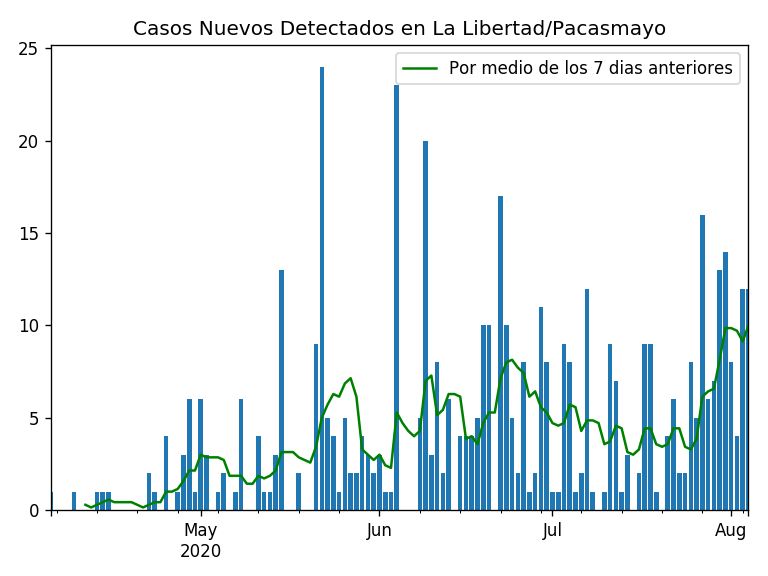 Casos Nuevos Detectados en La Libertad/Pacasmayo
Por medio de los 7 dias anteriores
25
20
15
10
5
0
May
2020
Jun
Jul
Aug